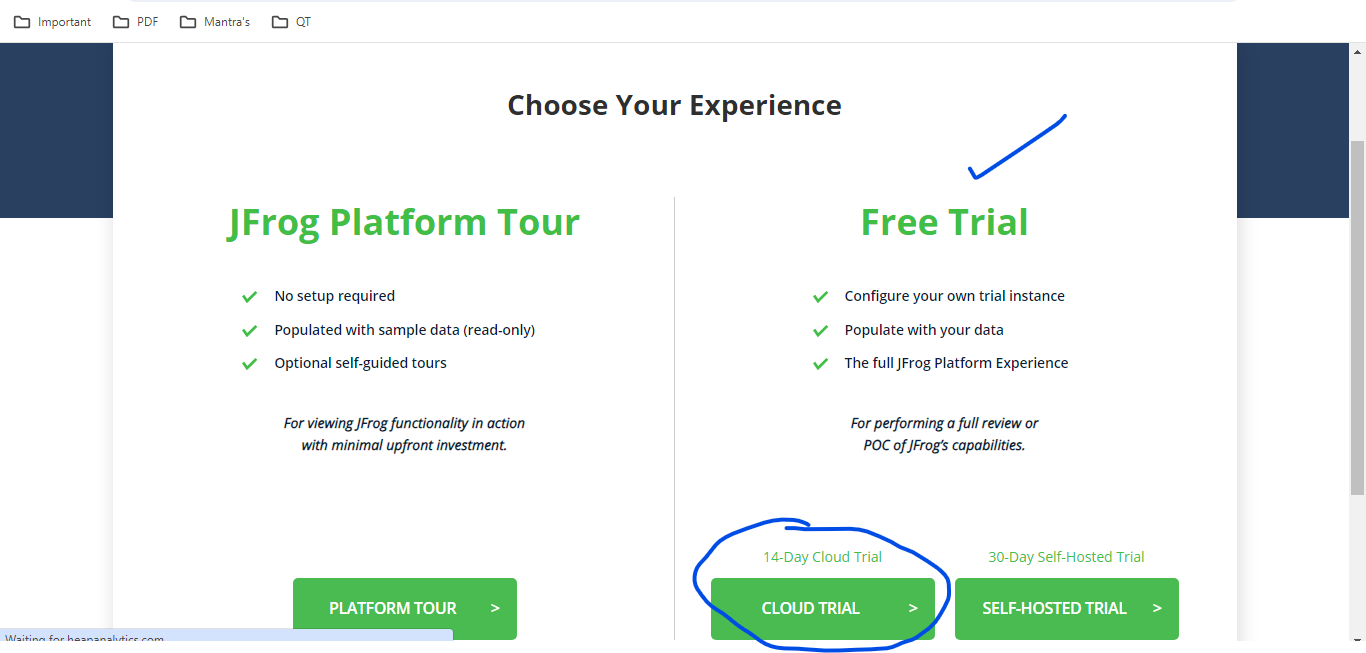 Important PDF Mantra's QT
Choose Your Experience
JFrog Platform Tour
No setup required
Populated with sample data (read-only)
Optional self-guided tours
For viewing JFrog functionality in action
with minimal upfront investment.
PLATFORM TOUR >
Free Trial
Configure your own trial instance
Populate with your data
The full JFrog Platform Experience
For performing a full review or
POC of JFrog's capabilities.
14-Day Cloud Trial
CLOUD TRIAL >
30-Day Self-Hosted Trial
SELF-HOSTED TRIAL >
Waiting for heapanalytics.com